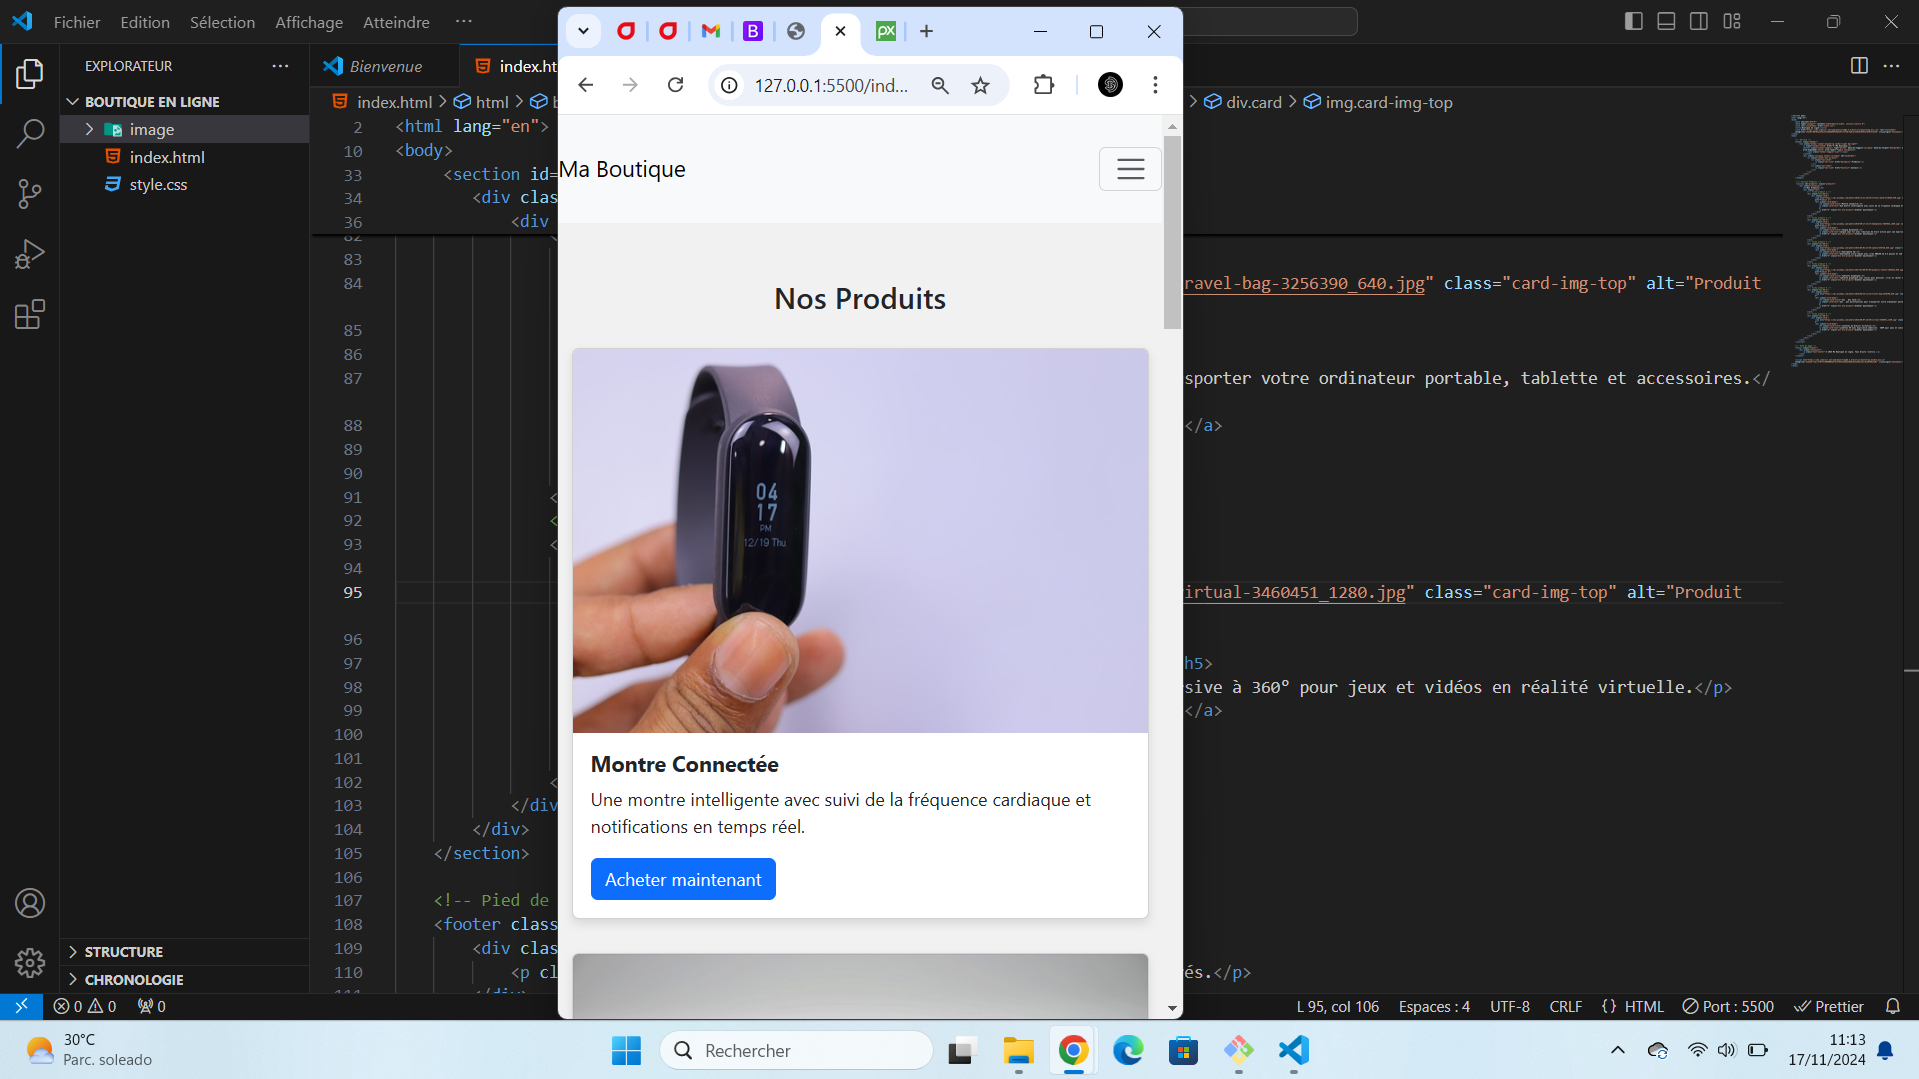 Fichier Edition Sélection Affichage Atteindre ···
EXPLORATEUR ···
BOUTIQUE EN LIGNE
image
index.html
style.css
STRUCTURE
CHRONOLOGIE
Bienvenue
index.ht
index.html > html >
div.card > img.card-img-top
2 <html lang="en">
10 <body>
33 <section id=
34 <div clas
36 <div
82
83
84 ravel-bag-3256390_640.jpg" class="card-img-top" alt="Produit
85
86
87 sporter votre ordinateur portable, tablette et accessoires.</
88 </a>
89
90
91 <
92 <
93 <
94
95 irtual-3460451_1280.jpg" class="card-img-top" alt="Produit
96
97 h5>
98 sive à 360° pour jeux et vidéos en réalité virtuelle.</p>
99 </a>
100
101
102 <
103 </div
104 </div>
105 </section>
106
107 <!-- Pied de
108 <footer class
109 <div clas
110 <p cl és.</p>
127.0.0.1:5500/ind...
Ma Boutique
Nos Produits
04
17
PM
12/19 Thu
Montre Connectée
Une montre intelligente avec suivi de la fréquence cardiaque et
notifications en temps réel.
Acheter maintenant
0 0 0
L 95, col 106 Espaces : 4 UTF-8 CRLF {} HTML Port : 5500 Prettier
30°C
Parc. soleado
Rechercher
11:13
17/11/2024